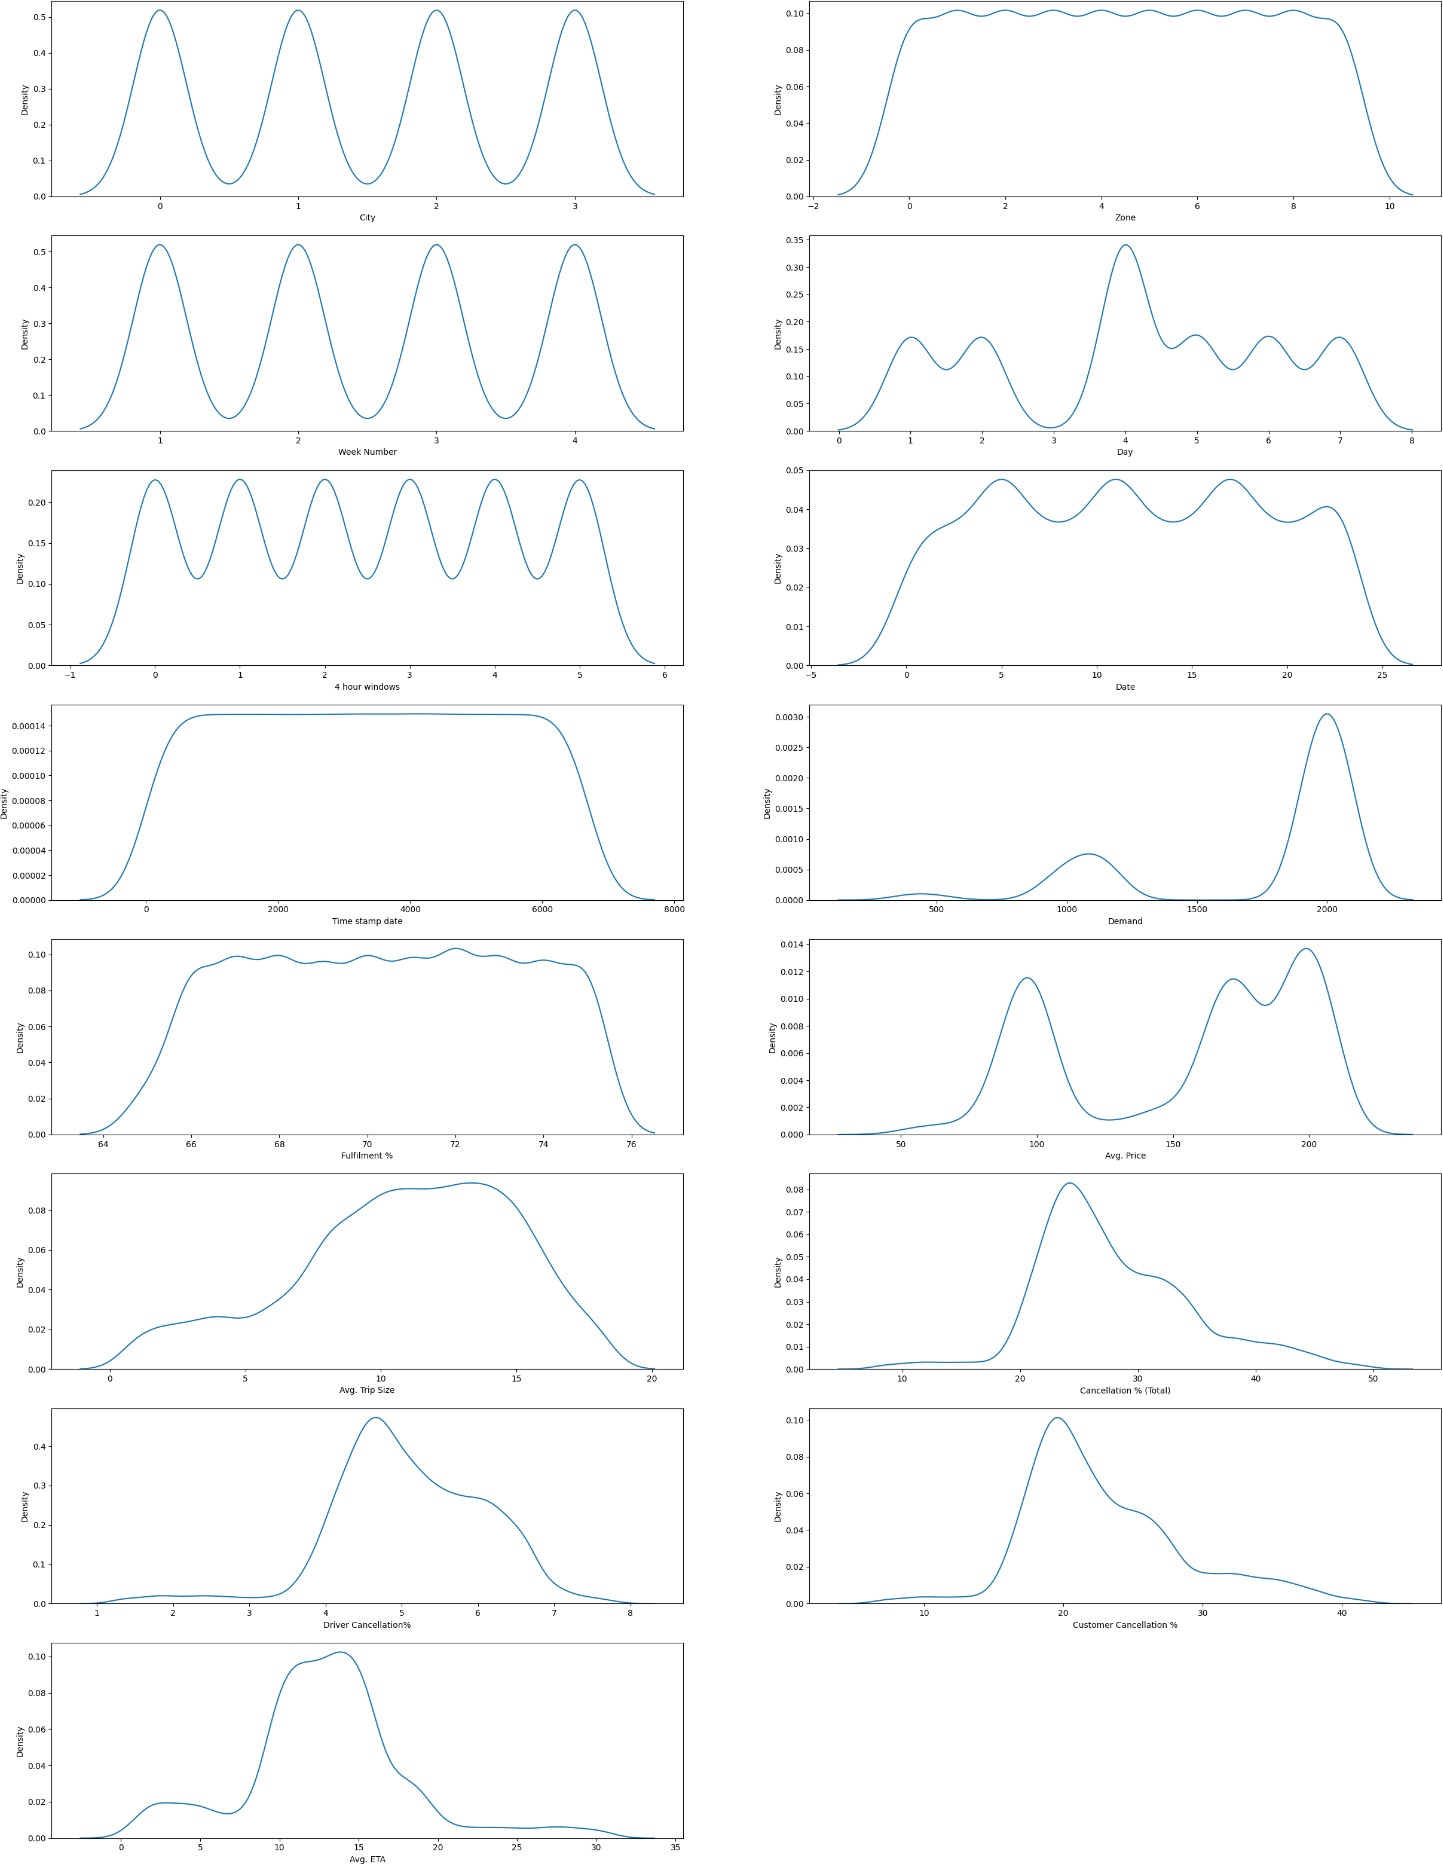 0.5
0.4
0.3
0.2
0.1
0.0
Density
0 1 2 3
City
0.10
0.08
0.06
0.04
0.02
0.00
Density
−2 0 2 4 6 8 10
Zone
0.5
0.4
0.3
0.2
0.1
0.0
Density
1 2 3 4
Week Number
0.35
0.30
0.25
0.20
0.15
0.10
0.05
0.00
Density
0 1 2 3 4 5 6 7 8
Day
0.20
0.15
0.10
0.05
0.00
Density
−1 0 1 2 3 4 5 6
4 hour windows
0.05
0.04
0.03
0.02
0.01
0.00
Density
−5 0 5 10 15 20 25
Date
0.00014
0.00012
0.00010
0.00008
0.00006
0.00004
0.00002
0.00000
Density
0 2000 4000 6000 8000
Time stamp date
0.0030
0.0025
0.0020
0.0015
0.0010
0.0005
0.0000
Density
500 1000 1500 2000
Demand
0.10
0.08
0.06
0.04
0.02
0.00
Density
64 66 68 70 72 74 76
Fulfilment %
0.014
0.012
0.010
0.008
0.006
0.004
0.002
0.000
Density
50 100 150 200
Avg. Price
0.08
0.06
0.04
0.02
0.00
Density
0 5 10 15 20
Avg. Trip Size
0.08
0.07
0.06
0.05
0.04
0.03
0.02
0.01
0.00
Density
10 20 30 40 50
Cancellation % (Total)
0.4
0.3
0.2
0.1
0.0
Density
1 2 3 4 5 6 7 8
Driver Cancellation%
0.10
0.08
0.06
0.04
0.02
0.00
Density
10 20 30 40
Customer Cancellation %
0.10
0.08
0.06
0.04
0.02
0.00
Density
0 5 10 15 20 25 30 35
Avg. ETA